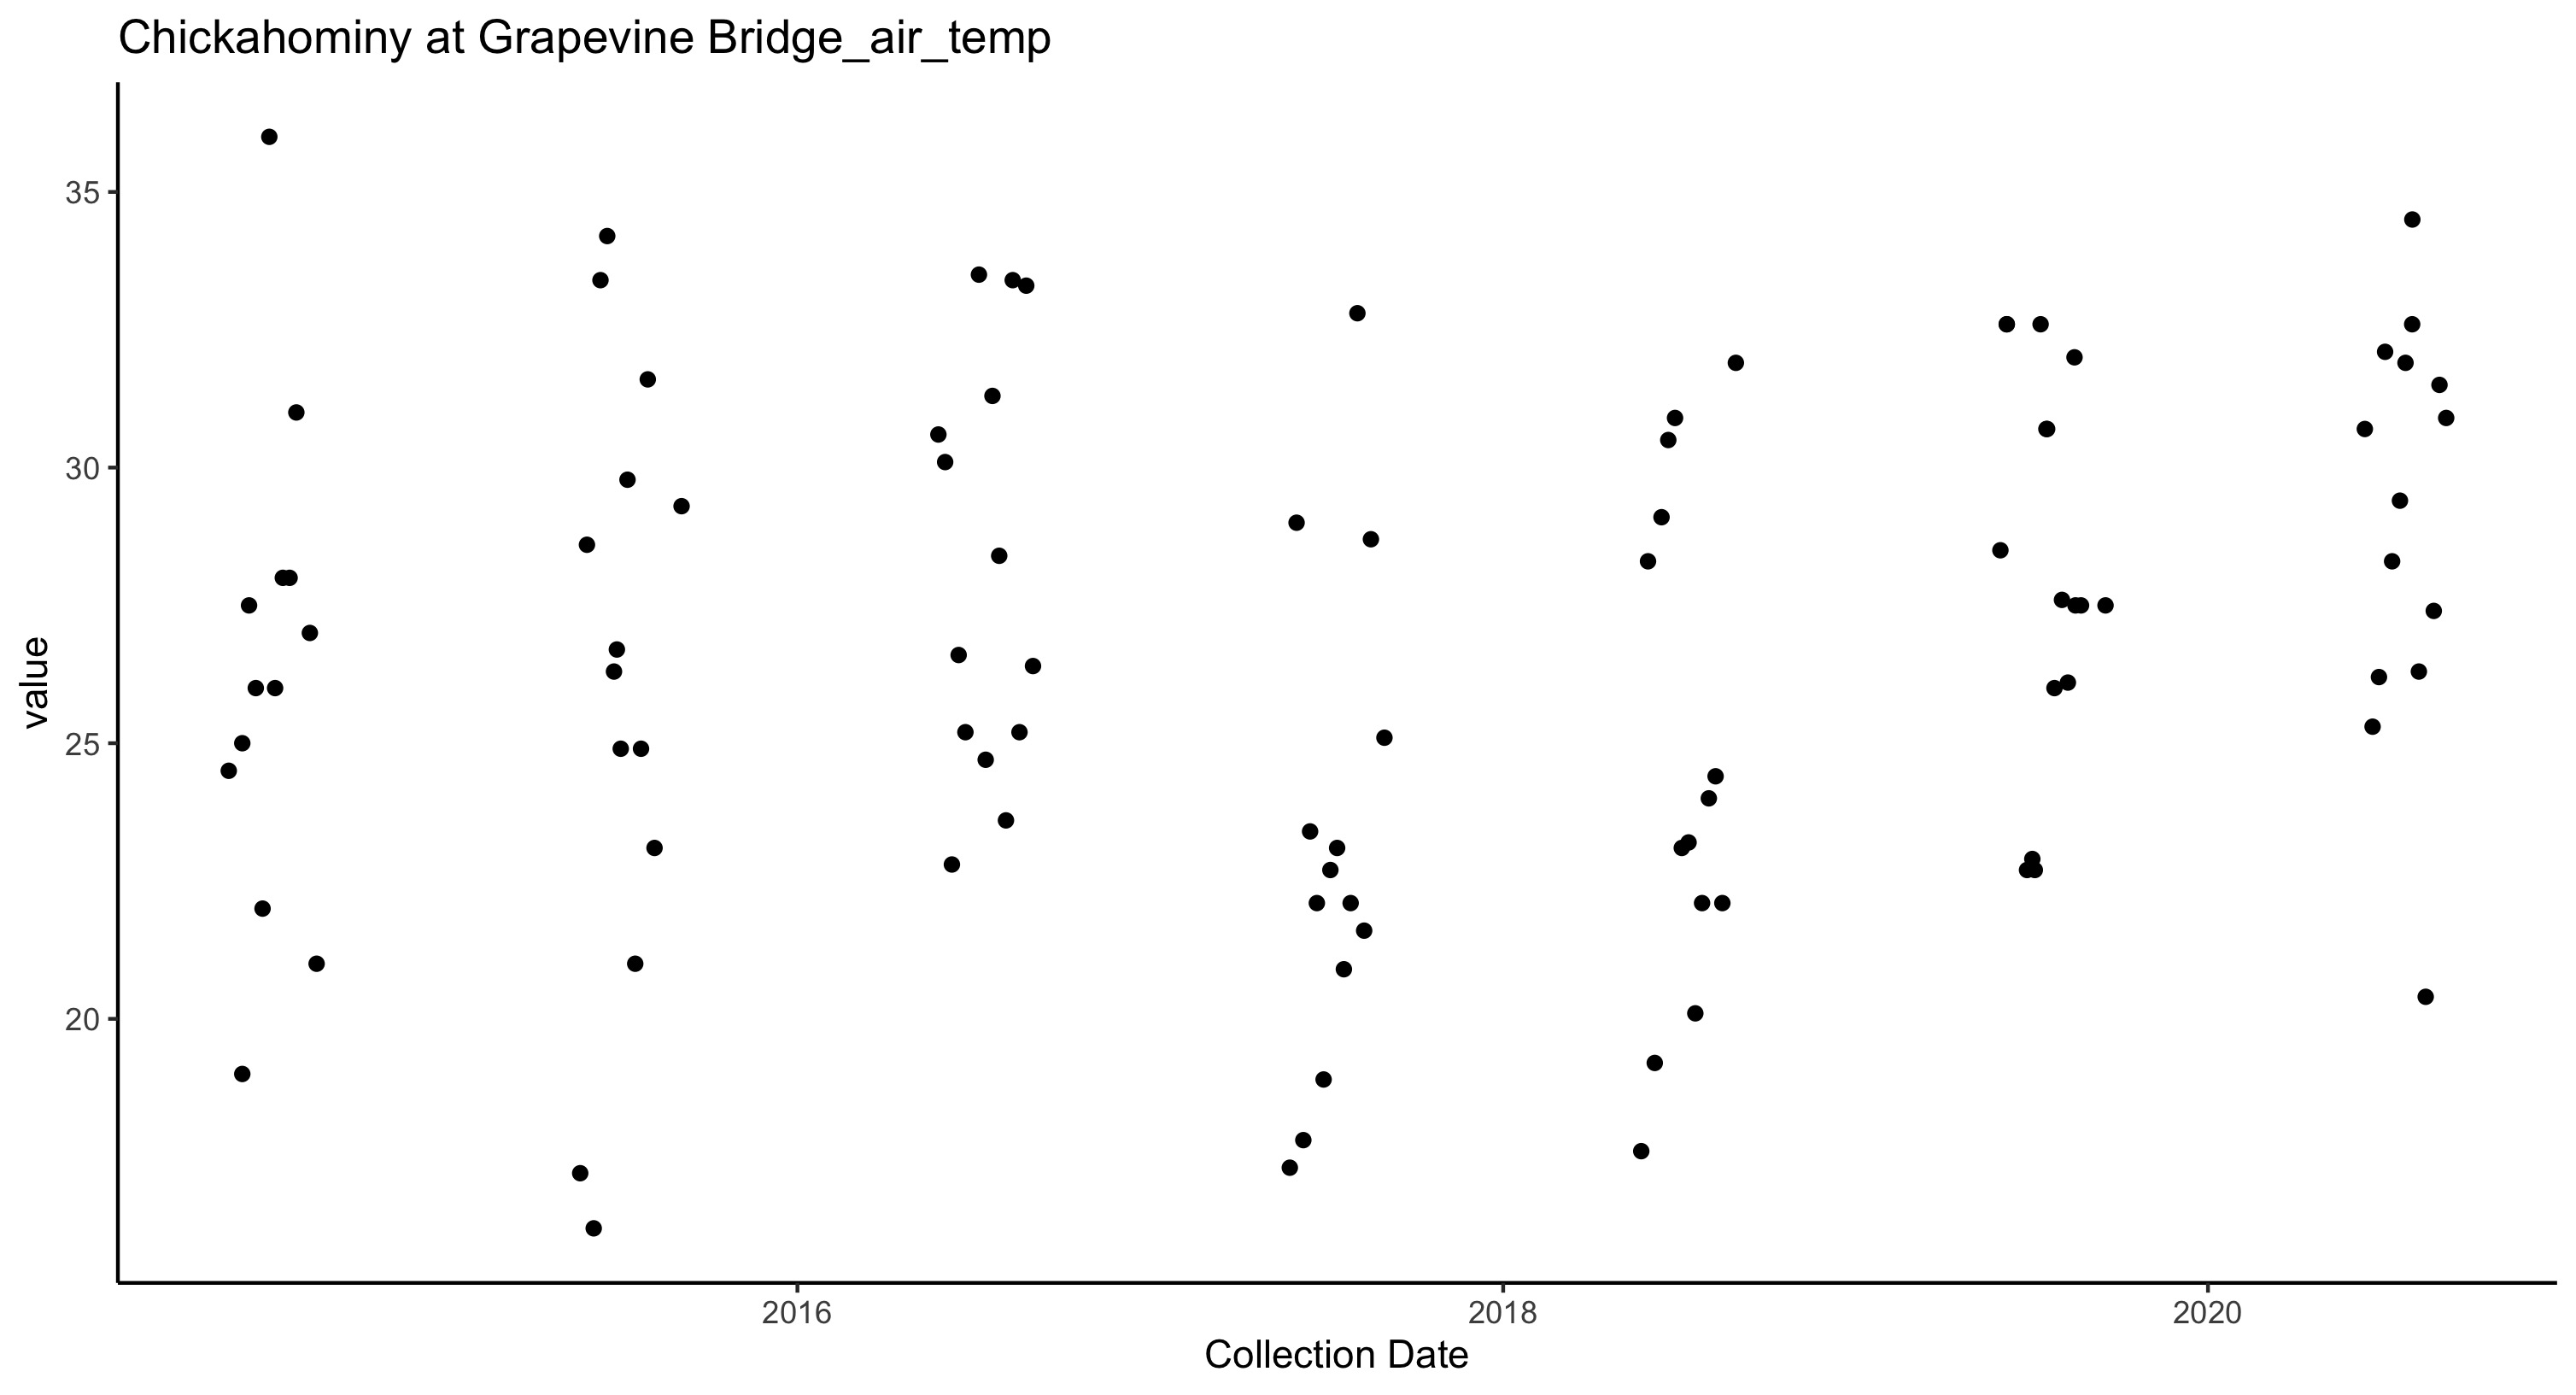 Chickahominy at Grapevine Bridge_air_temp
35
30
25
20
value
2016
2018
2020
Collection Date